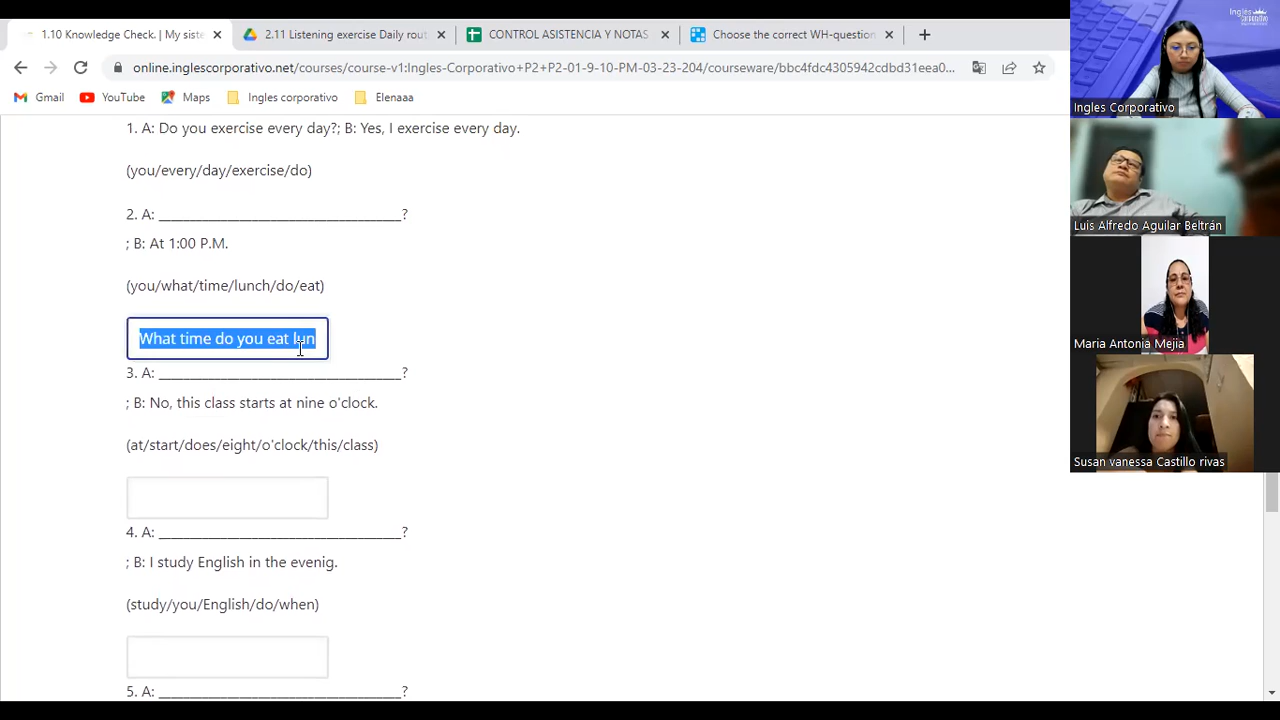 1.10 Knowledge Check. | My siste
2.11 Listening exercise Daily rout
CONTROL ASISTENCIA Y NOTAS
Choose the correct WH-question
online.inglescorporativo.net/courses/course-v1:Ingles-Corporativo+P2+P2-01-9-10-PM-03-23-204/courseware/bbc4fdc4305942cdbd31eea0...
Gmail
YouTube
Maps
Ingles corporativo
Elenaaa
1. A: Do you exercise every day?; B: Yes, I exercise every day.
(you/every/day/exercise/do)
2. A: ________________________________?
; B: At 1:00 P.M.
(you/what/time/lunch/do/eat)
What time do you eat lun
3. A: ________________________________?
; B: No, this class starts at nine o'clock.
(at/start/does/eight/o'clock/this/class)
4. A: ________________________________?
; B: I study English in the evenig.
(study/you/English/do/when)
5. A: ________________________________?
Inglés
Corporativo
Ingles Corporativo
Luis Alfredo Aguilar Beltrán
Maria Antonia Mejia
Susan vanessa Castillo rivas